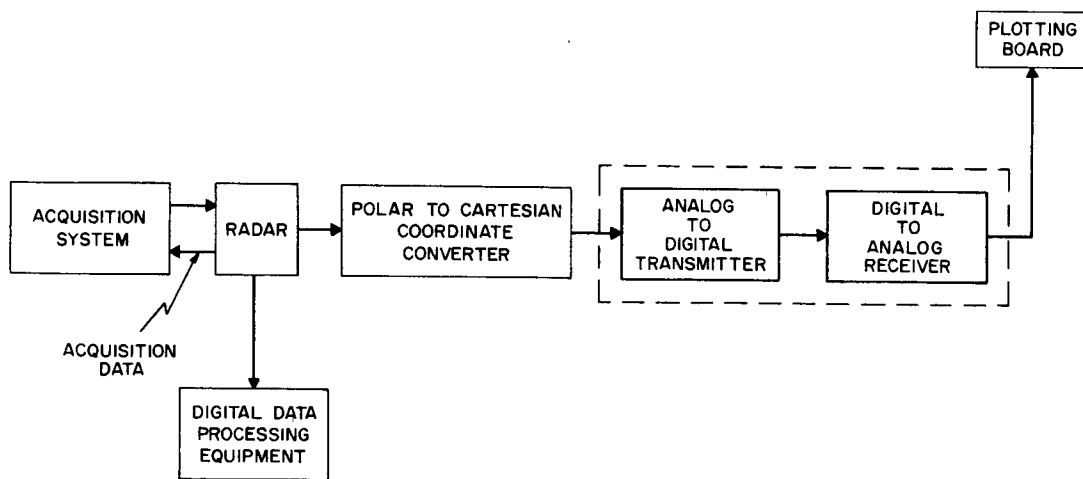 PLOTTING
BOARD
ACQUISITION
SYSTEM
RADAR
POLAR TO CARTESIAN
COORDINATE
CONVERTER
ANALOG
TO
DIGITAL
TRANSMITTER
DIGITAL
TO
ANALOG
RECEIVER
ACQUISITION
DATA
DIGITAL DATA
PROCESSING
EQUIPMENT